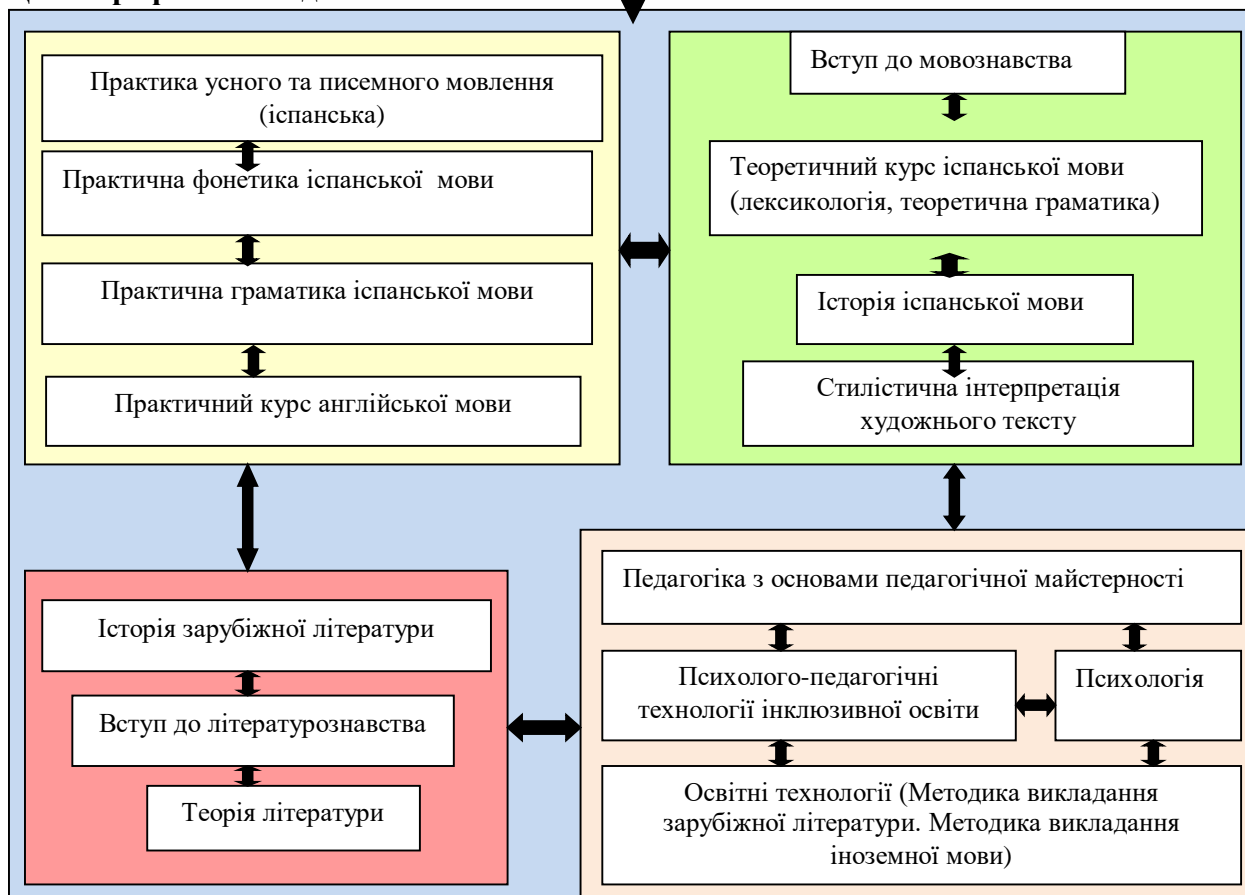 Практика усного та писемного мовлення
(іспанська)
Практична фонетика іспанської мови
Практична граматика іспанської мови
Практичний курс англійської мови
Вступ до мовознавства
Теоретичний курс іспанської мови
(лексикологія, теоретична граматика)
Історія іспанської мови
Стилістична інтерпретація
художнього тексту
Історія зарубіжної літератури
Вступ до літературознавства
Теорія літератури
Педагогіка з основами педагогічної майстерності
Психолого-педагогічні
технології інклюзивної освіти
Психологія
Освітні технології (Методика викладання
зарубіжної літератури. Методика викладання
іноземної мови)